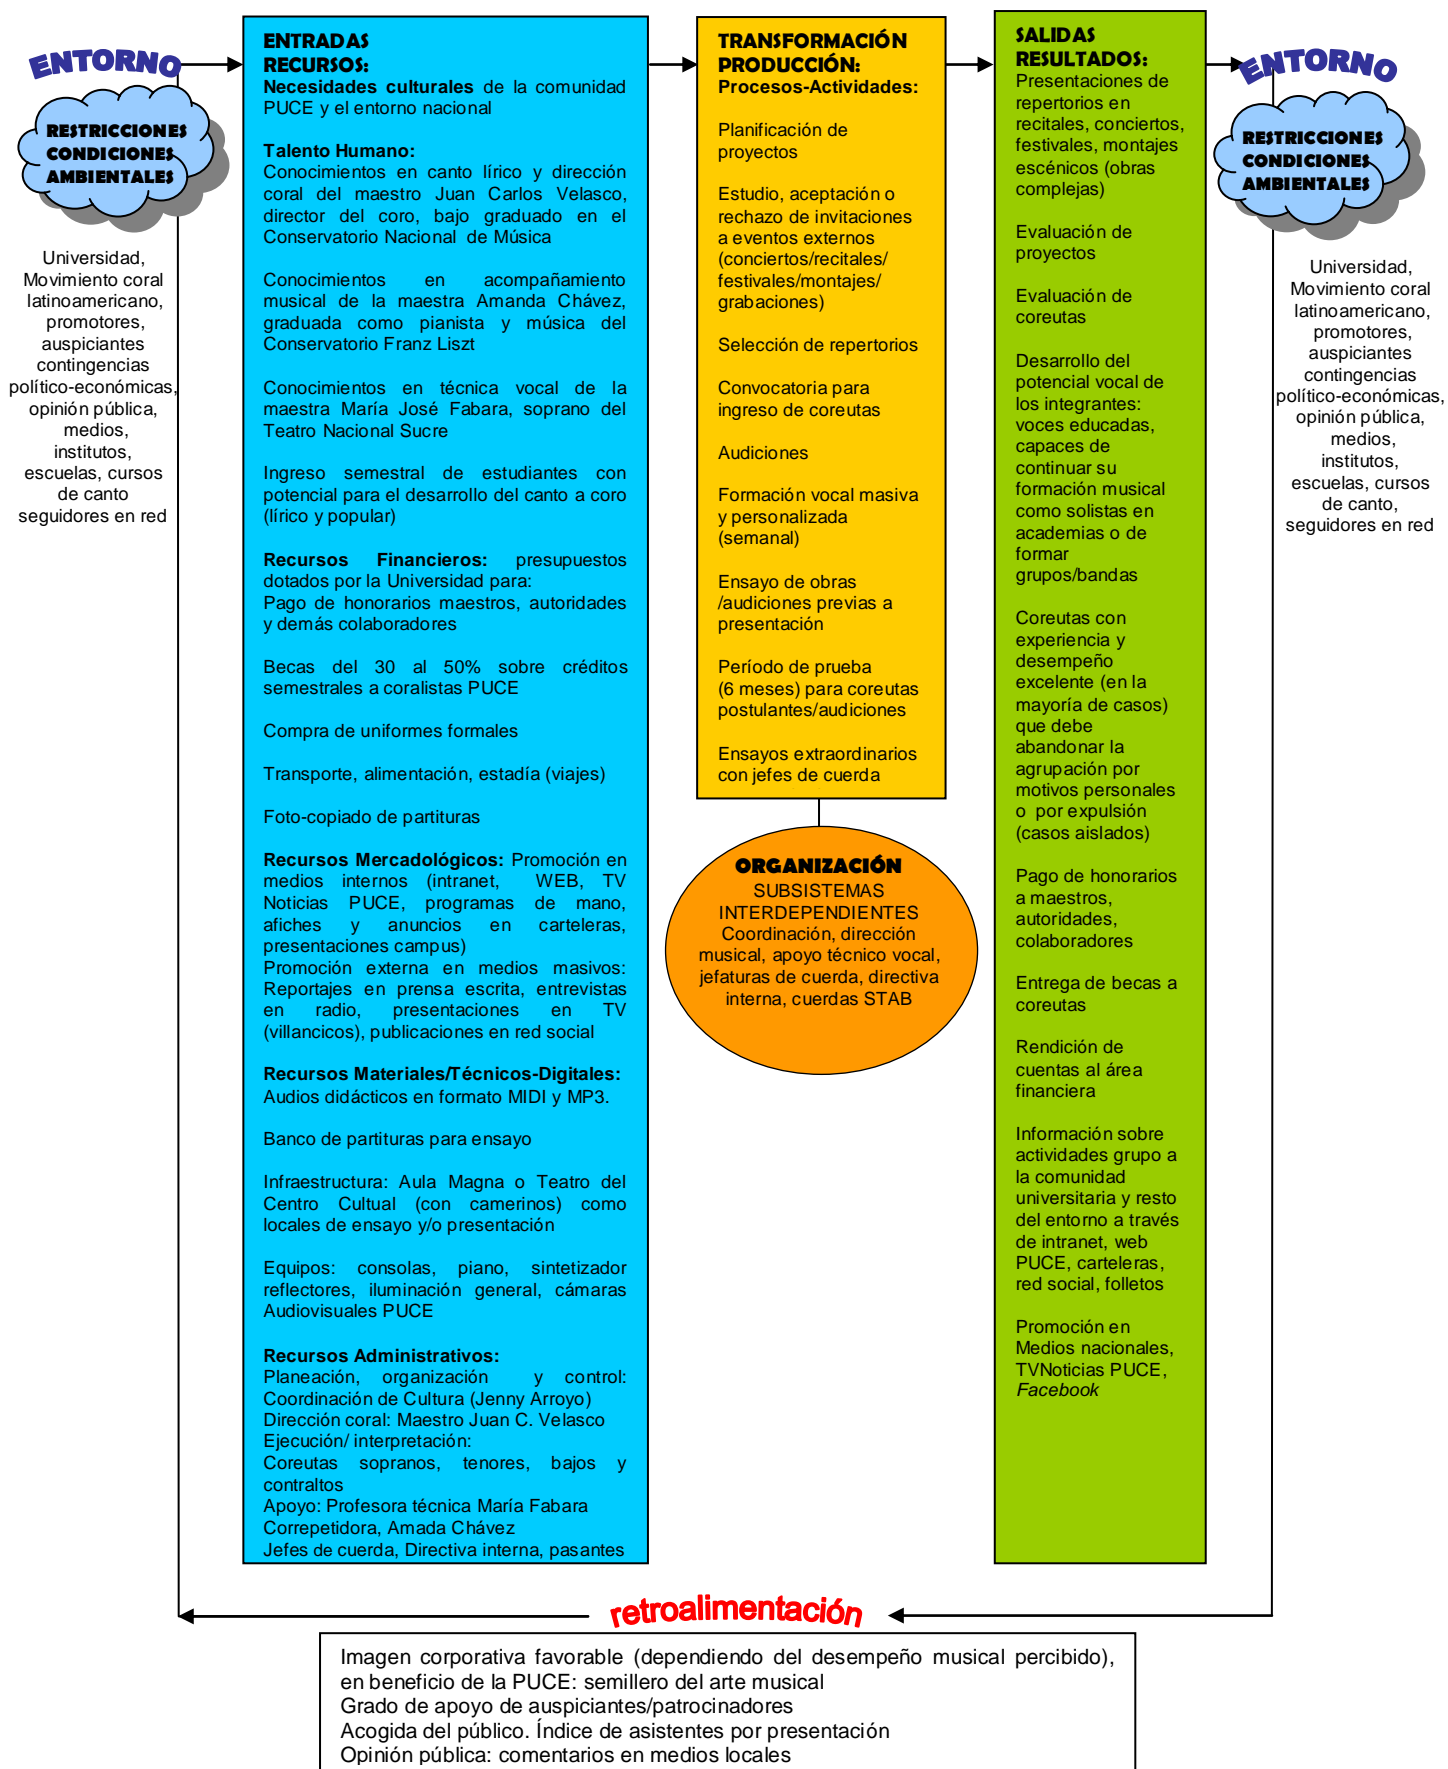 ENTORNO
RESTRICCIONES
CONDICIONES
AMBIENTALES
Universidad,
Movimiento coral
latinoamericano,
promotores,
auspiciantes
contingencias
político-económicas,
opinión pública,
medios,
institutos,
escuelas, cursos
de canto
seguidores en red
ENTRADAS
RECURSOS:
Necesidades culturales de la comunidad
PUCE y el entorno nacional
Talento Humano:
Conocimientos en canto lírico y dirección
coral del maestro Juan Carlos Velasco,
director del coro, bajo graduado en el
Conservatorio Nacional de Música
Conocimientos en acompañamiento
musical de la maestra Amanda Chávez,
graduada como pianista y música del
Conservatorio Franz Liszt
Conocimientos en técnica vocal de la
maestra María José Fabara, soprano del
Teatro Nacional Sucre
Ingreso semestral de estudiantes con
potencial para el desarrollo del canto a coro
(lírico y popular)
Recursos Financieros: presupuestos
dotados por la Universidad para:
Pago de honorarios maestros, autoridades
y demás colaboradores
Becas del 30 al 50% sobre créditos
semestrales a coralistas PUCE
Compra de uniformes formales
Transporte, alimentación, estadía (viajes)
Foto-copiado de partituras
Recursos Mercadológicos: Promoción en
medios internos (intranet, WEB, TV
Noticias PUCE, programas de mano,
afiches y anuncios en carteleras,
presentaciones campus)
Promoción externa en medios masivos:
Reportajes en prensa escrita, entrevistas
en radio, presentaciones en TV
(villancicos), publicaciones en red social
Recursos Materiales/Técnicos-Digitales:
Audios didácticos en formato MIDI y MP3.
Banco de partituras para ensayo
Infraestructura: Aula Magna o Teatro del
Centro Cultual (con camerinos) como
locales de ensayo y/o presentación
Equipos: consolas, piano, sintetizador
reflectores, iluminación general, cámaras
Audiovisuales PUCE
Recursos Administrativos:
Planeación, organización y control:
Coordinación de Cultura (Jenny Arroyo)
Dirección coral: Maestro Juan C. Velasco
Ejecución/ interpretación:
Coreutas sopranos, tenores, bajos y
contraltos
Apoyo: Profesora técnica María Fabara
Correpetidora, Amada Chávez
Jefes de cuerda, Directiva interna, pasantes
TRANSFORMACIÓN
PRODUCCIÓN:
Procesos-Actividades:
Planificación de
proyectos
Estudio, aceptación o
rechazo de invitaciones
a eventos externos
(conciertos/recitales/
festivales/montajes/
grabaciones)
Selección de repertorios
Convocatoria para
ingreso de coreutas
Audiciones
Formación vocal masiva
y personalizada
(semanal)
Ensayo de obras
/audiciones previas a
presentación
Período de prueba
(6 meses) para coreutas
postulantes/audiciones
Ensayos extraordinarios
con jefes de cuerda
ORGANIZACIÓN
SUBSISTEMAS
INTERDEPENDIENTES
Coordinación, dirección
musical, apoyo técnico vocal,
jefaturas de cuerda, directiva
interna, cuerdas STAB
SALIDAS
RESULTADOS:
Presentaciones de
repertorios en
recitales, conciertos,
festivales, montajes
escénicos (obras
complejas)
Evaluación de
proyectos
Evaluación de
coreutas
Desarrollo del
potencial vocal de
los integrantes:
voces educadas,
capaces de
continuar su
formación musical
como solistas en
academias o de
formar
grupos/bandas
Coreutas con
experiencia y
desempeño
excelente (en la
mayoría de casos)
que debe
abandonar la
agrupación por
motivos personales
o por expulsión
(casos aislados)
Pago de honorarios
a maestros,
autoridades,
colaboradores
Entrega de becas a
coreutas
Rendición de
cuentas al área
financiera
Información sobre
actividades grupo a
la comunidad
universitaria y resto
del entorno a través
de intranet, web
PUCE, carteleras,
red social, folletos
Promoción en
Medios nacionales,
TVNoticias PUCE,
Facebook
ENTORNO
RESTRICCIONES
CONDICIONES
AMBIENTALES
Universidad,
Movimiento coral
latinoamericano,
promotores,
auspiciantes
contingencias
político-económicas,
opinión pública,
medios,
institutos,
escuelas, cursos
de canto,
seguidores en red
retroalimentación
Imagen corporativa favorable (dependiendo del desempeño musical percibido),
en beneficio de la PUCE: semillero del arte musical
Grado de apoyo de auspiciantes/patrocinadores
Acogida del público. Índice de asistentes por presentación
Opinión pública: comentarios en medios locales